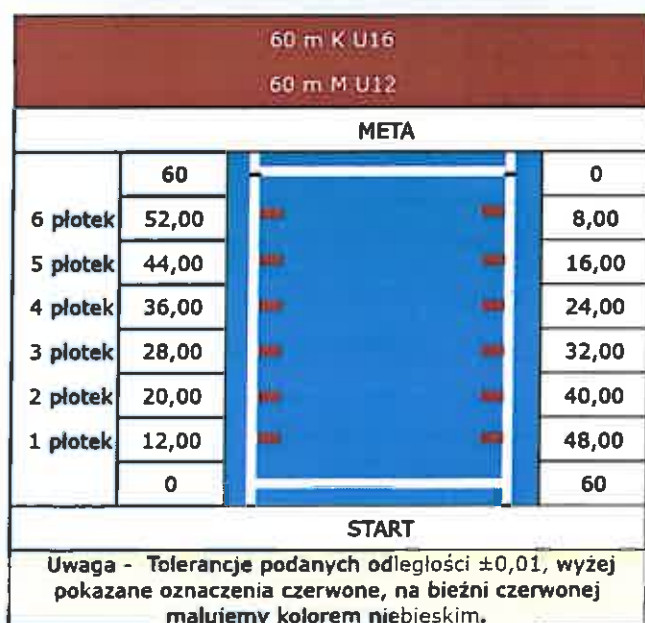 60 m K U16
60 m M U12
META
60 0
6 płotek 52,00 8,00
5 płotek 44,00 16,00
4 płotek 36,00 24,00
3 płotek 28,00 32,00
2 płotek 20,00 40,00
1 płotek 12,00 48,00
0 60
START
Uwaga - Tolerancje podanych odległości ±0,01, wyżej
pokazane oznaczenia czerwone, na bieżni czerwonej
malujemy kolorem niebieskim.